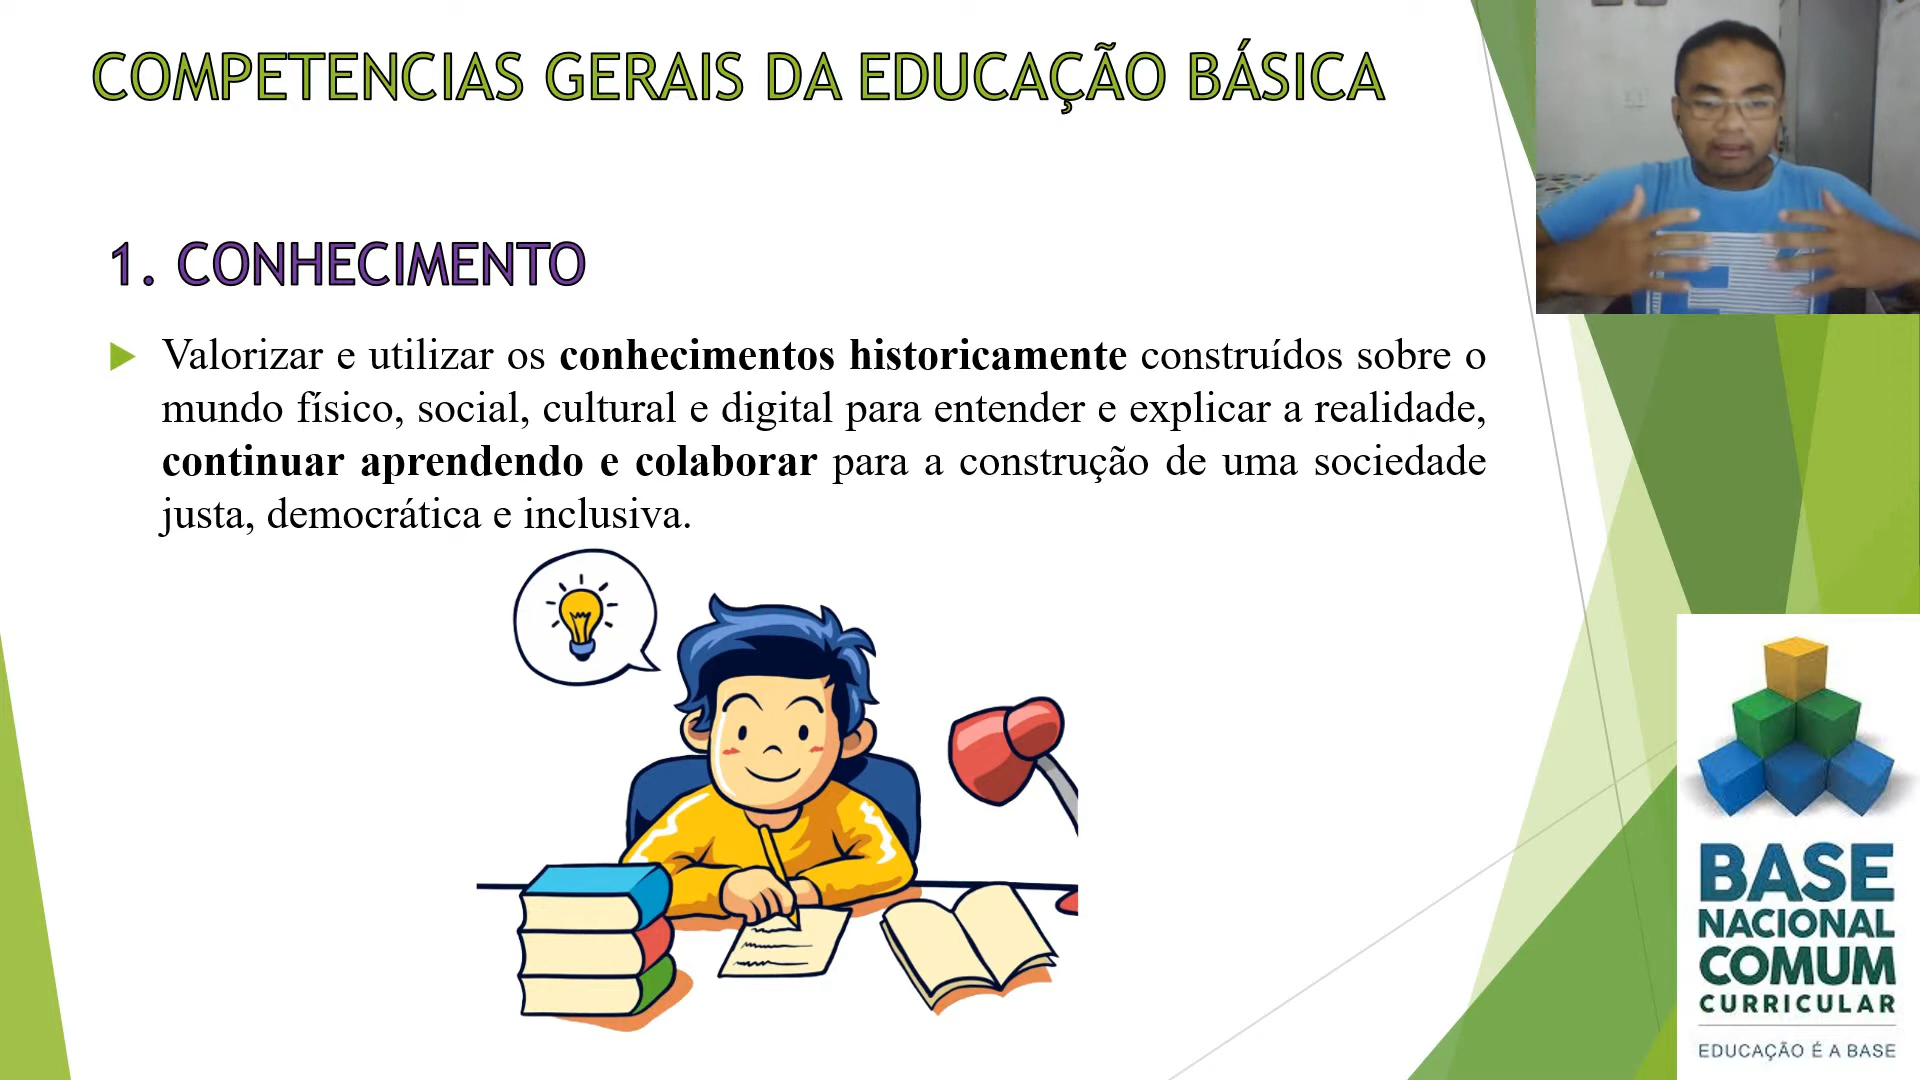 COMPETENCIAS GERAIS DA EDUCAÇÃO BÁSICA
1. CONHECIMENTO
Valorizar e utilizar os conhecimentos historicamente construídos sobre o
mundo físico, social, cultural e digital para entender e explicar a realidade,
continuar aprendendo e colaborar para a construção de uma sociedade
justa, democrática e inclusiva.
BASE
NACIONAL
COMUM
CURRICULAR
EDUCAÇÃO É A BASE